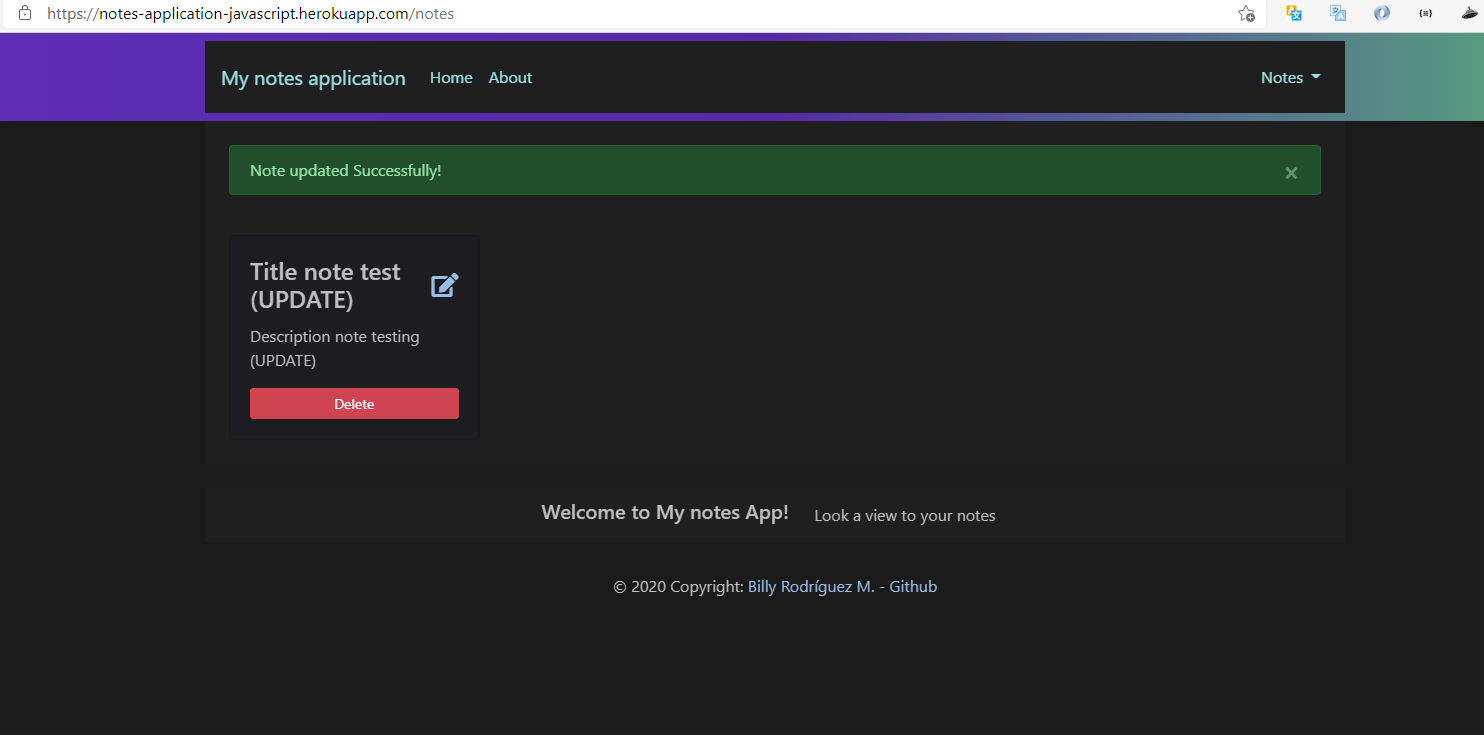 https://notes-application-javascript.herokuapp.com/notes
My notes application Home About Notes
Note updated Successfully!
×
Title note test
(UPDATE)
Description note testing
(UPDATE)
Delete
Welcome to My notes App! Look a view to your notes
© 2020 Copyright: Billy Rodríguez M. - Github